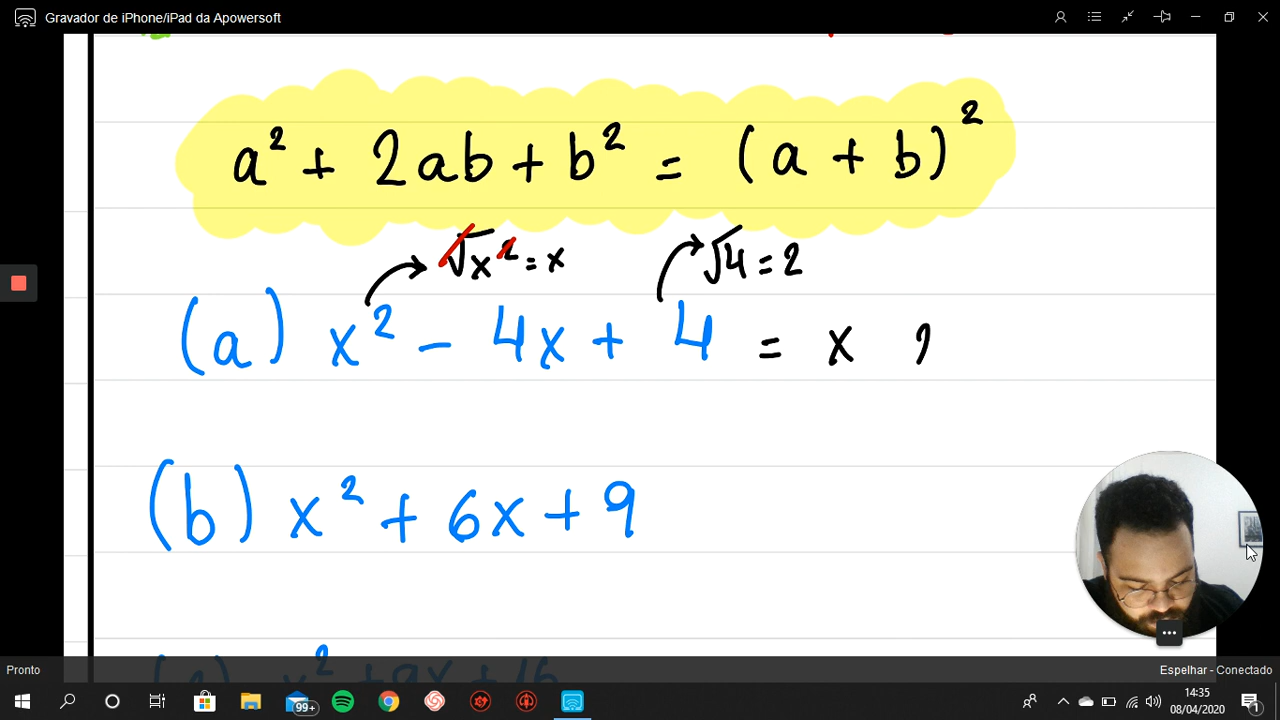 Gravador de iPhone/iPad da Apowersoft
a² + 2ab + b² = (a + b)²
√x² = x √4 = 2
(a) x² - 4x + 4 = x
(b) x² + 6x + 9
Pronto
Espelhar - Conectado
99+
14:35
08/04/2020
1